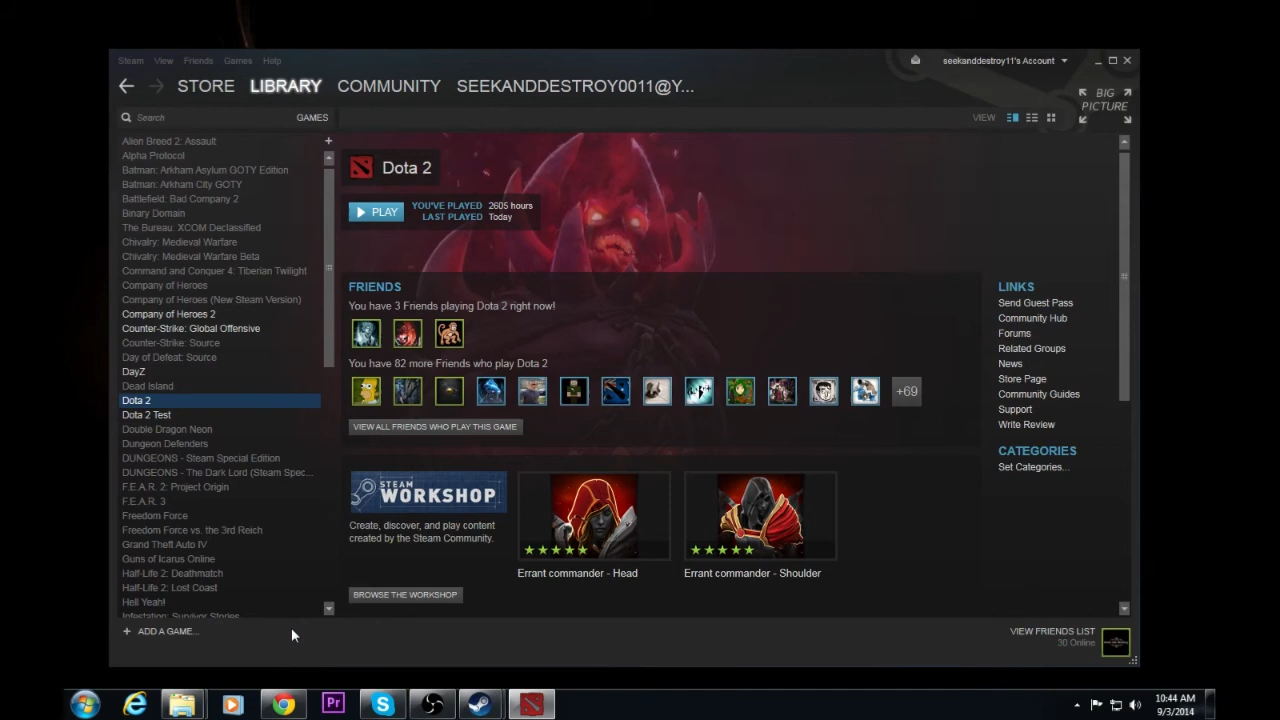 Steam View Friends Games Help
seekanddestroy11's Account
STORE LIBRARY COMMUNITY SEEKANDDESTROY0011@Y...
BIG PICTURE
Search GAMES
VIEW
Alien Breed 2: Assault
Alpha Protocol
Batman: Arkham Asylum GOTY Edition
Batman: Arkham City GOTY
Battlefield: Bad Company 2
Binary Domain
The Bureau: XCOM Declassified
Chivalry: Medieval Warfare
Chivalry: Medieval Warfare Beta
Command and Conquer 4: Tiberian Twilight
Company of Heroes
Company of Heroes (New Steam Version)
Company of Heroes 2
Counter-Strike: Global Offensive
Counter-Strike: Source
Day of Defeat: Source
DayZ
Dead Island
Dota 2
Dota 2 Test
Double Dragon Neon
Dungeon Defenders
DUNGEONS - Steam Special Edition
DUNGEONS - The Dark Lord (Steam Spec...
F.E.A.R. 2: Project Origin
F.E.A.R. 3
Freedom Force
Freedom Force vs. the 3rd Reich
Grand Theft Auto IV
Guns of Icarus Online
Half-Life 2: Deathmatch
Half-Life 2: Lost Coast
Hell Yeah!
Infestation: Survivor Stories
+ ADD A GAME...
Dota 2
PLAY
YOU'VE PLAYED 2605 hours
LAST PLAYED Today
FRIENDS
You have 3 Friends playing Dota 2 right now!
You have 82 more Friends who play Dota 2
+69
VIEW ALL FRIENDS WHO PLAY THIS GAME
STEAM
WORKSHOP
Create, discover, and play content
created by the Steam Community.
BROWSE THE WORKSHOP
Errant commander - Head
Errant commander - Shoulder
LINKS
Send Guest Pass
Community Hub
Forums
Related Groups
News
Store Page
Community Guides
Support
Write Review
CATEGORIES
Set Categories...
VIEW FRIENDS LIST
30 Online
Pr
10:44 AM
9/3/2014